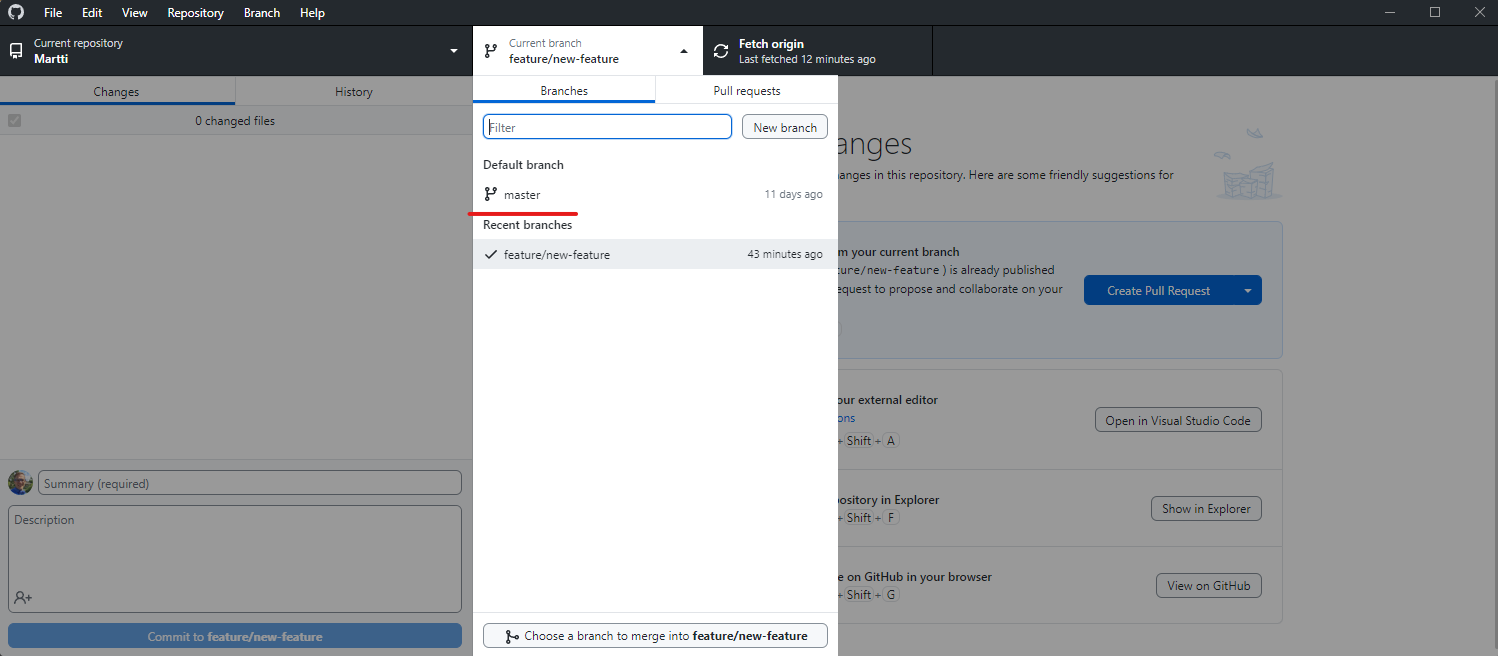 File Edit View Repository Branch Help
Current repository
Martti
Current branch
feature/new-feature
Fetch origin
Last fetched 12 minutes ago
Changes History
0 changed files
Summary (required)
Description
Commit to feature/new-feature
Branches Pull requests
Filter
New branch
Default branch
master 11 days ago
Recent branches
feature/new-feature 43 minutes ago
Choose a branch to merge into feature/new-feature
anges
anges in this repository. Here are some friendly suggestions for
m your current branch
ture/new-feature ) is already published
equest to propose and collaborate on your
Create Pull Request
our external editor
ons
+ Shift + A
Open in Visual Studio Code
pository in Explorer
+ Shift + F
Show in Explorer
e on GitHub in your browser
+ Shift + G
View on GitHub